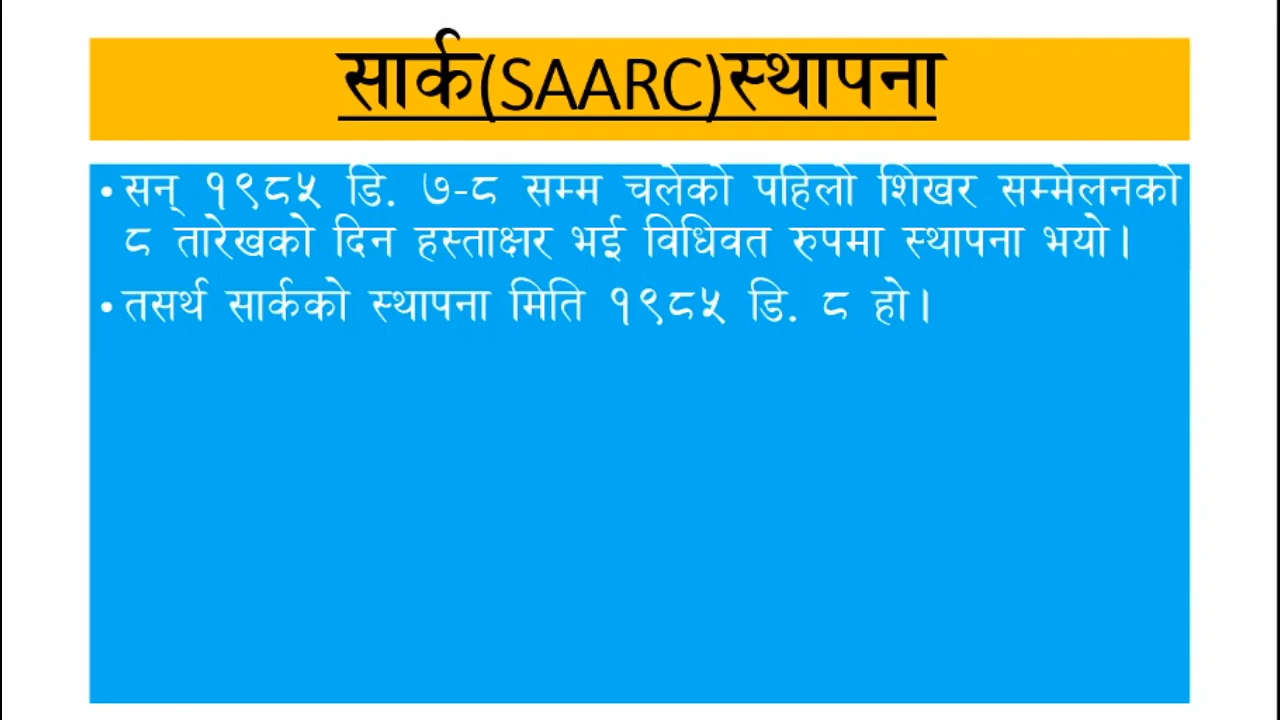 सार्क(SAARC)स्थापना
• सन् १९८५ डि. ७-८ सम्म चलेको पहिलो शिखर सम्मेलनको
८ तारेखको दिन हस्ताक्षर भई विधिवत रुपमा स्थापना भयो।
• तसर्थ सार्कको स्थापना मिति १९८५ डि. ८ हो।